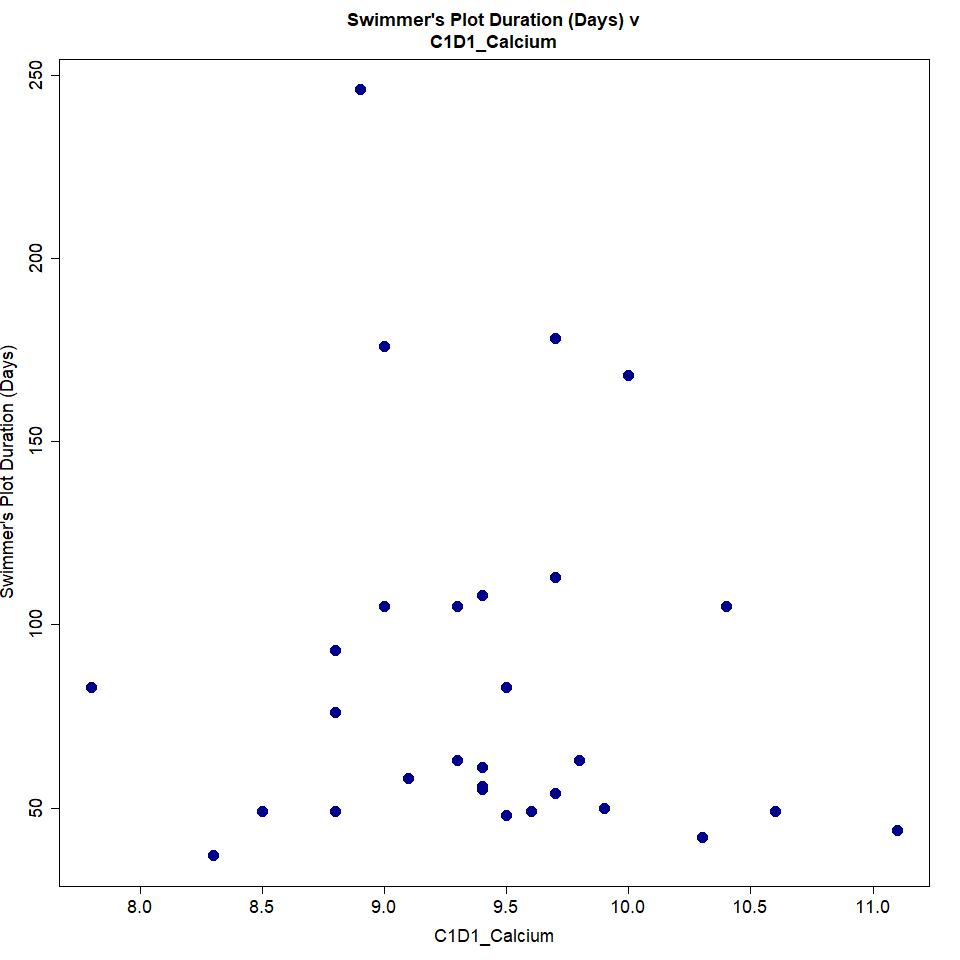 Swimmer's Plot Duration (Days) v
C1D1_Calcium
250
200
150
100
50
Swimmer's Plot Duration (Days)
8.0 8.5 9.0 9.5 10.0 10.5 11.0
C1D1_Calcium